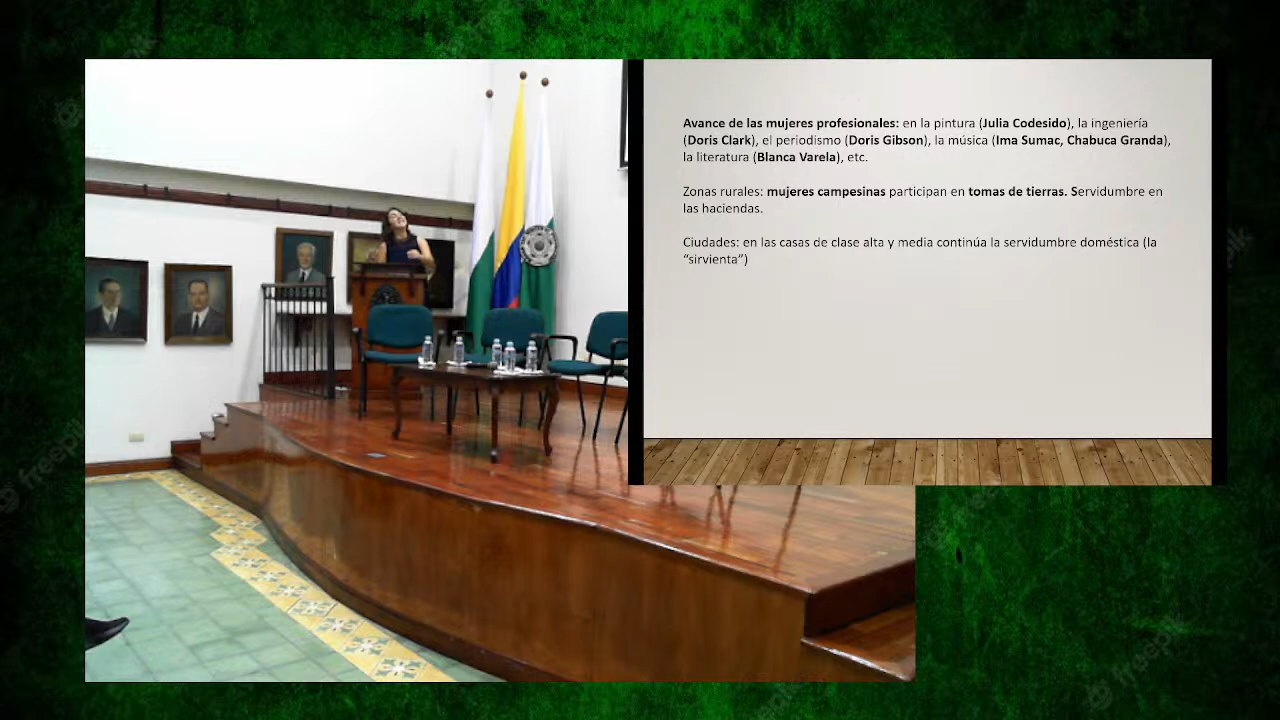 Avance de las mujeres profesionales: en la pintura (Julia Codesido), la ingeniería
(Doris Clark), el periodismo (Doris Gibson), la música (Ima Sumac, Chabuca Granda),
la literatura (Blanca Varela), etc.
Zonas rurales: mujeres campesinas participan en tomas de tierras. Servidumbre en
las haciendas.
Ciudades: en las casas de clase alta y media continúa la servidumbre doméstica (la
“sirvienta”)
freepik
freepik